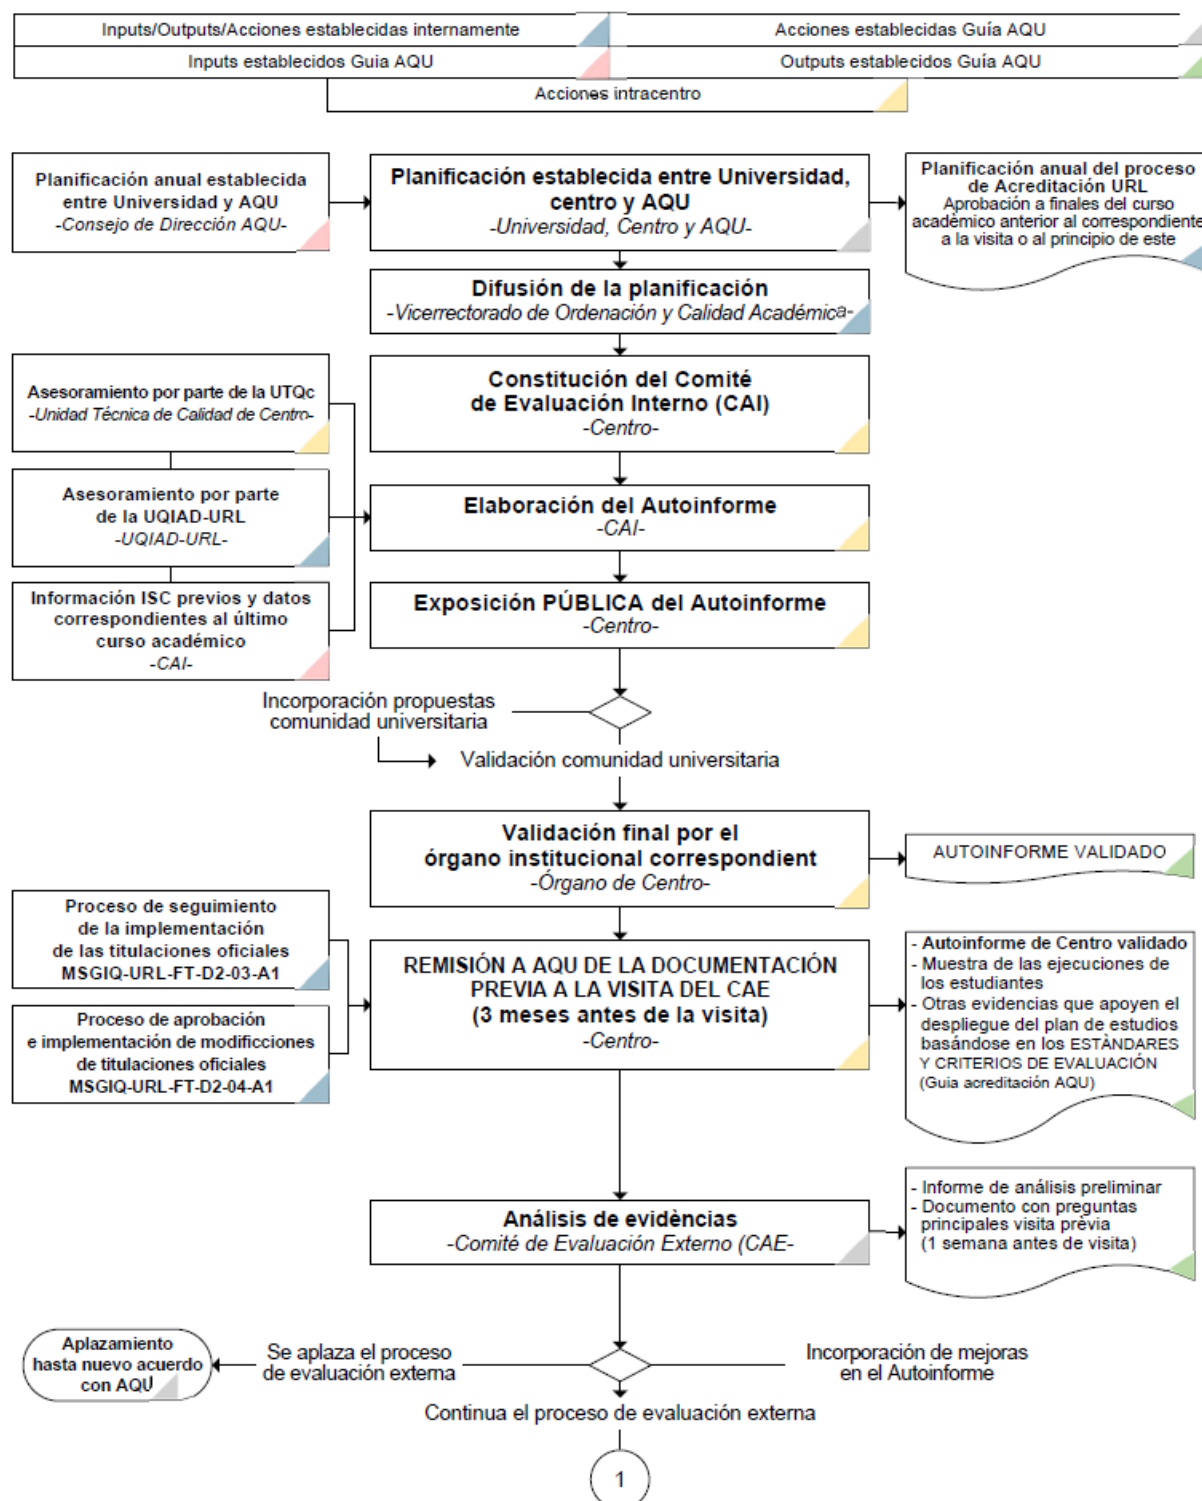 Inputs/Outputs/Acciones establecidas internamente
Acciones establecidas Guía AQU
Inputs establecidos Guia AQU
Outputs establecidos Guía AQU
Acciones intracentro
Planificación anual establecida
entre Universidad y AQU
-Consejo de Dirección AQU-
Planificación establecida entre Universidad,
centro y AQU
-Universidad, Centro y AQU-
Planificación anual del proceso
de Acreditación URL
Aprobación a finales del curso
académico anterior al correspondiente
a la visita o al principio de este
Difusión de la planificación
-Vicerrectorado de Ordenación y Calidad Académica-
Asesoramiento por parte de la UTQc
-Unidad Técnica de Calidad de Centro-
Constitución del Comité
de Evaluación Interno (CAI)
-Centro-
Asesoramiento por parte
de la UQIAD-URL
-UQIAD-URL-
Elaboración del Autoinforme
-CAI-
Información ISC previos y datos
correspondientes al último
curso académico
-CAI-
Exposición PÚBLICA del Autoinforme
-Centro-
Incorporación propuestas
comunidad universitaria
Validación comunidad universitaria
Validación final por el
órgano institucional correspondient
-Órgano de Centro-
AUTOINFORME VALIDADO
Proceso de seguimiento
de la implementación
de las titulaciones oficiales
MSGIQ-URL-FT-D2-03-A1
Proceso de aprobación
e implementación de modificciones
de titulaciones oficiales
MSGIQ-URL-FT-D2-04-A1
REMISIÓN A AQU DE LA DOCUMENTACIÓN
PREVIA A LA VISITA DEL CAE
(3 meses antes de la visita)
-Centro-
- Autoinforme de Centro validado
- Muestra de las ejecuciones de
los estudiantes
- Otras evidencias que apoyen el
despliegue del plan de estudios
basándose en los ESTÀNDARES
Y CRITERIOS DE EVALUACIÓN
(Guia acreditación AQU)
Análisis de evidències
-Comité de Evaluación Externo (CAE-
- Informe de análisis preliminar
- Documento con preguntas
principales visita prèvia
(1 semana antes de visita)
Aplazamiento
hasta nuevo acuerdo
con AQU
Se aplaza el proceso
de evaluación externa
Incorporación de mejoras
en el Autoinforme
Continua el proceso de evaluación externa
1